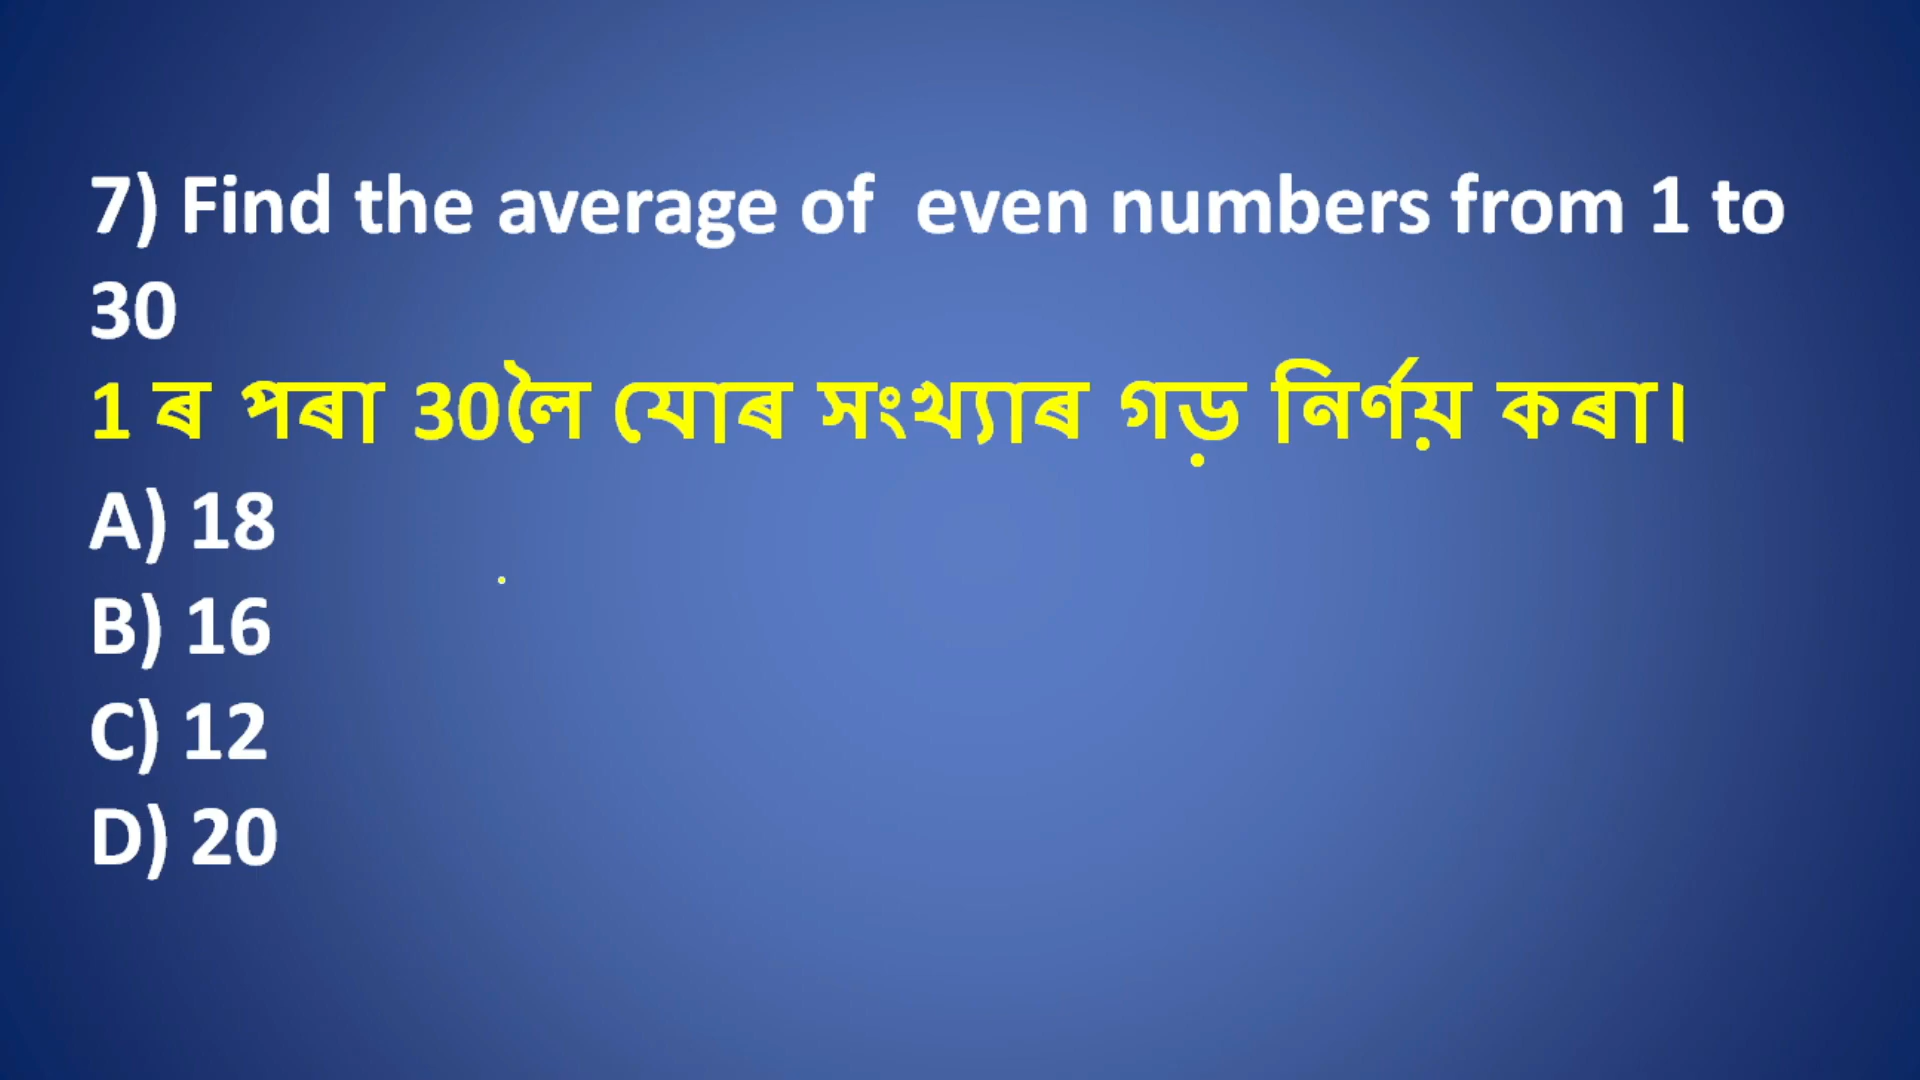 7) Find the average of  even numbers from 1 to
30
1 ৰ পৰা 30লৈ যোৰ সংখ্যাৰ গড় নিৰ্ণয় কৰা।
A) 18
B) 16
C) 12
D) 20